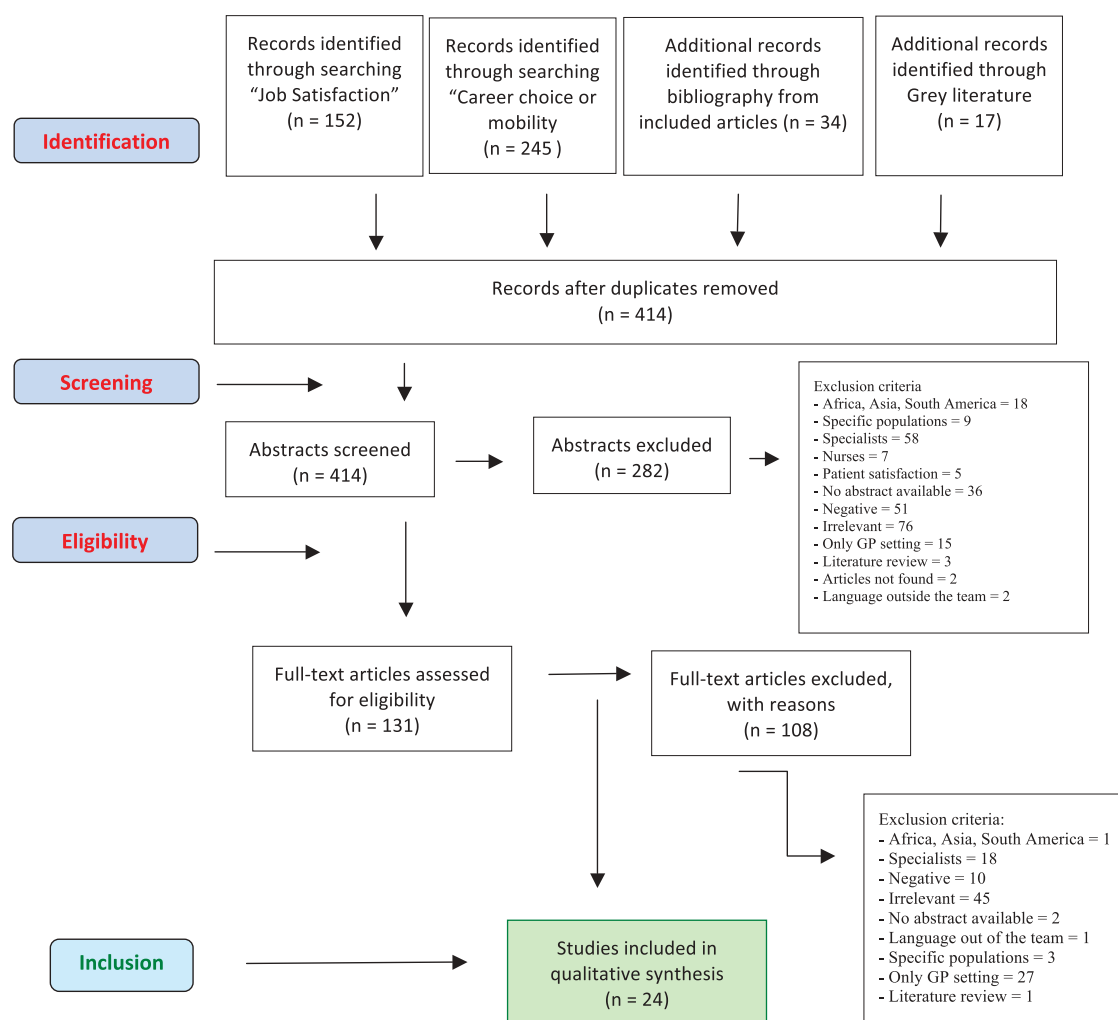 Records identified
through searching
“Job Satisfaction”
(n = 152)
Records identified
through searching
“Career choice or
mobility
(n = 245 )
Additional records
identified through
bibliography from
included articles (n = 34)
Additional records
identified through
Grey literature
(n = 17)
Identification
Records after duplicates removed
(n = 414)
Screening
Abstracts screened
(n = 414)
Abstracts excluded
(n = 282)
Exclusion criteria
- Africa, Asia, South America = 18
- Specific populations = 9
- Specialists = 58
- Nurses = 7
- Patient satisfaction = 5
- No abstract available = 36
- Negative = 51
- Irrelevant = 76
- Only GP setting = 15
- Literature review = 3
- Articles not found = 2
- Language outside the team = 2
Eligibility
Full-text articles assessed
for eligibility
(n = 131)
Full-text articles excluded,
with reasons
(n = 108)
Exclusion criteria:
- Africa, Asia, South America = 1
- Specialists = 18
- Negative = 10
- Irrelevant = 45
- No abstract available = 2
- Language out of the team = 1
- Specific populations = 3
- Only GP setting = 27
- Literature review = 1
Inclusion
Studies included in
qualitative synthesis
(n = 24)